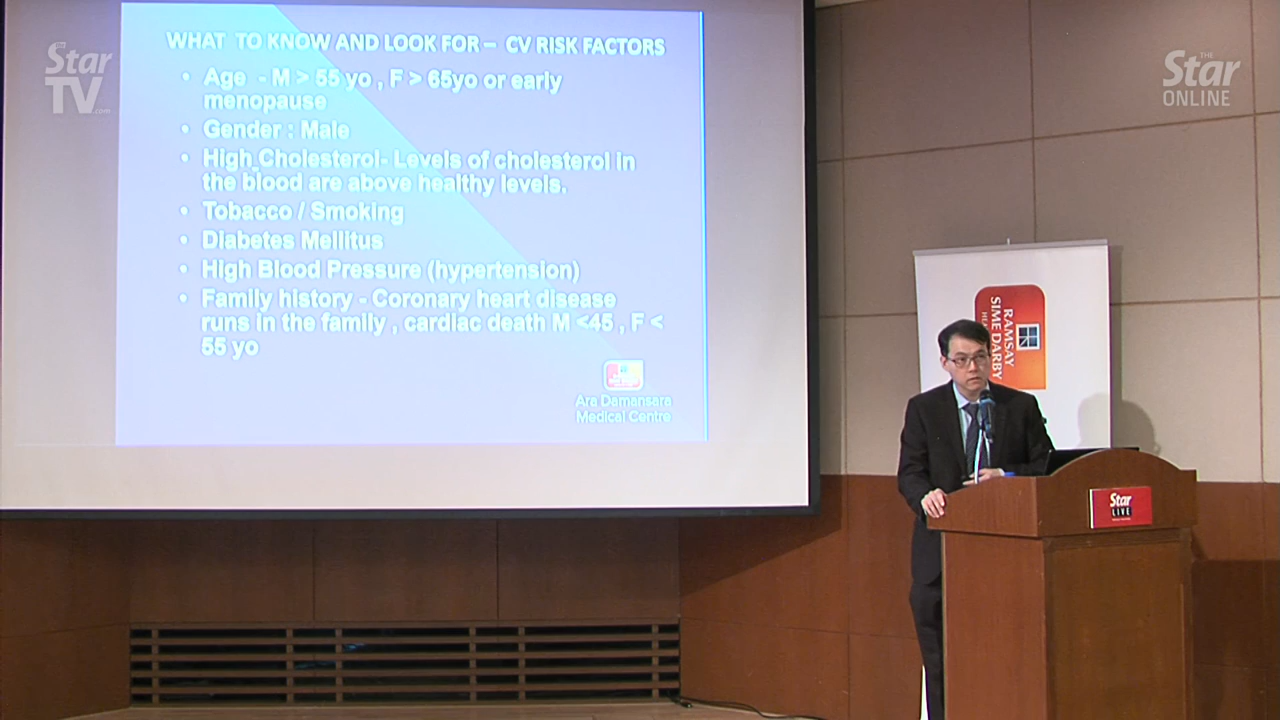 THE
Star
TV
.com
WHAT TO KNOW AND LOOK FOR – CV RISK FACTORS
• Age - M > 55 yo , F > 65yo or early
menopause
• Gender : Male
• High Cholesterol- Levels of cholesterol in
the blood are above healthy levels.
• Tobacco / Smoking
• Diabetes Mellitus
• High Blood Pressure (hypertension)
• Family history - Coronary heart disease
runs in the family , cardiac death M <45 , F <
55 yo
Ara Damansara
Medical Centre
THE
Star
ONLINE
RAMSAY
SIME DARBY
Star
LIVE